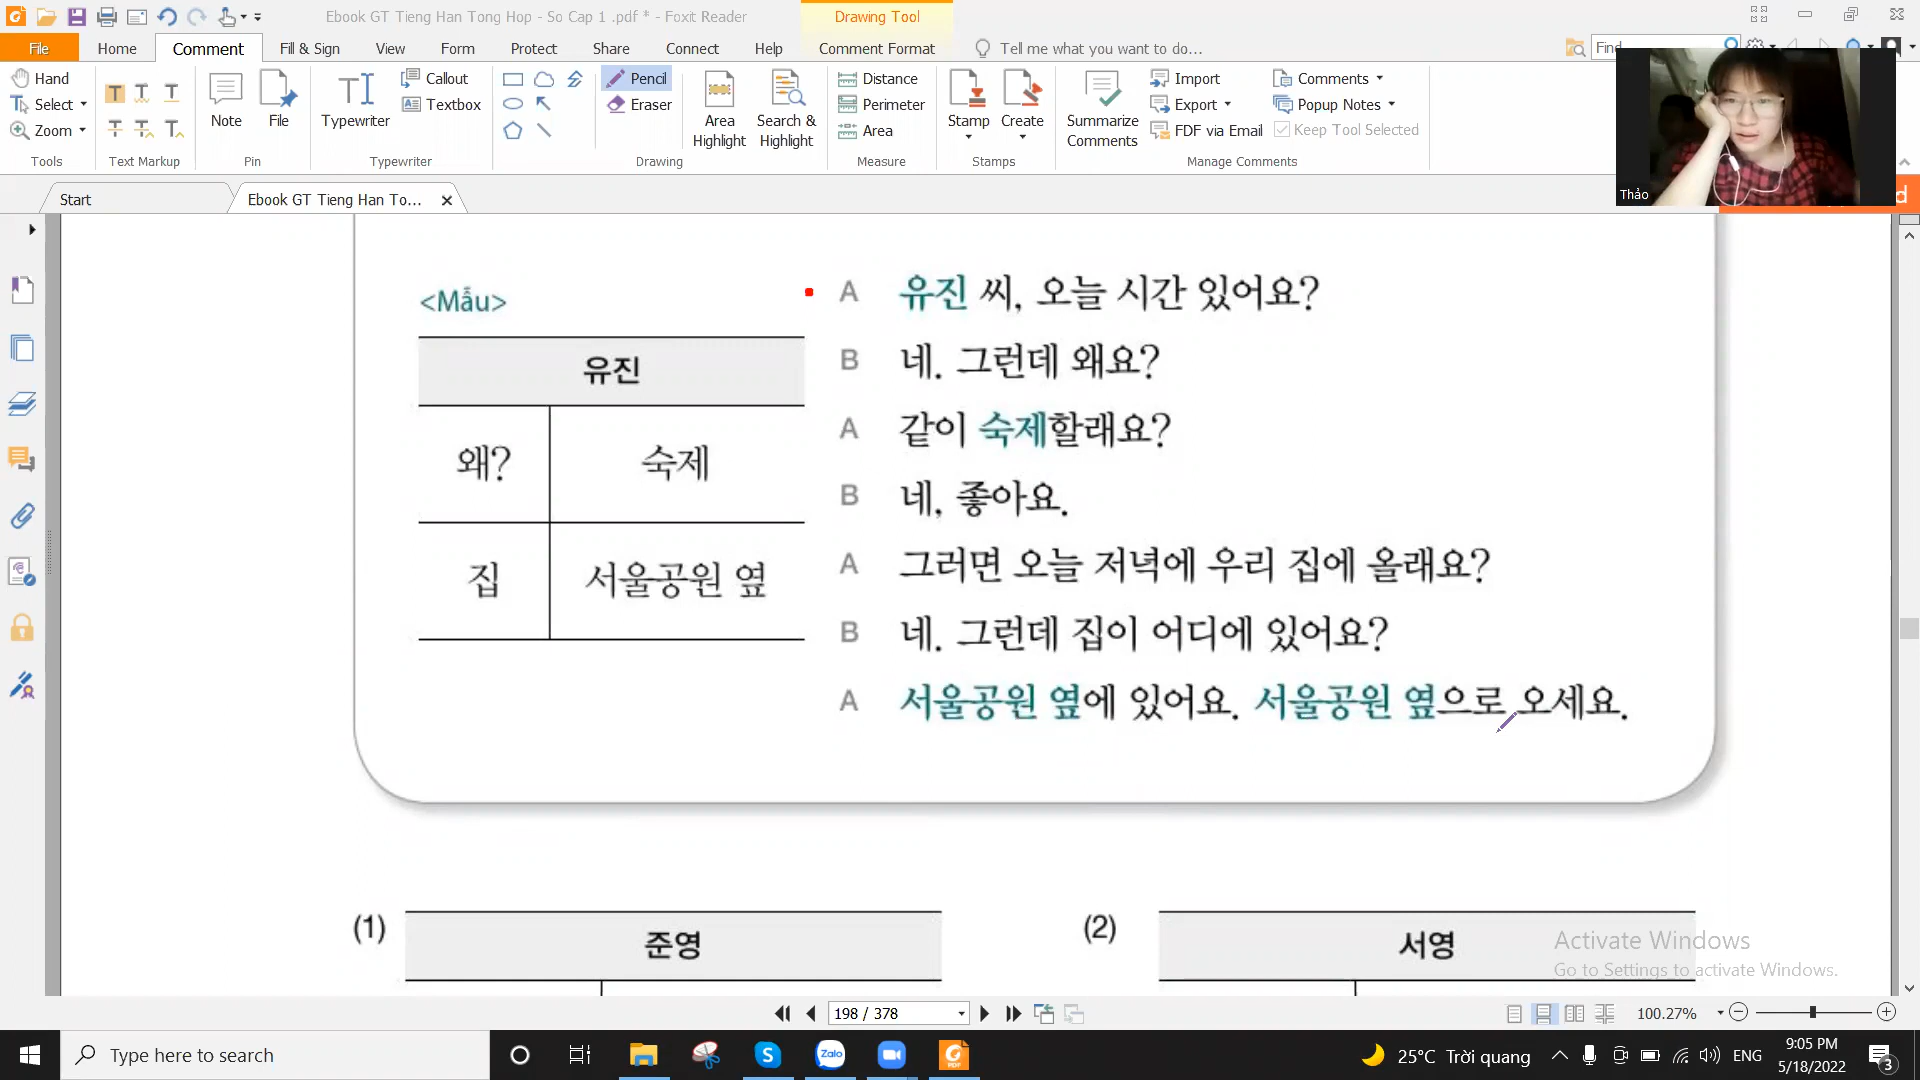 Ebook GT Tieng Han Tong Hop - So Cap 1 .pdf * - Foxit Reader
Drawing Tool
File Home Comment Fill & Sign View Form Protect Share Connect Help Comment Format Tell me what you want to do... Find
Hand
Select
Zoom
Tools
Text Markup
Note
File
Pin
Typewriter
Callout
Textbox
Typewriter
Pencil
Eraser
Drawing
Area Highlight
Search & Highlight
Distance
Perimeter
Area
Measure
Stamp
Create
Stamps
Summarize Comments
Import
Export
FDF via Email
Comments
Popup Notes
Keep Tool Selected
Manage Comments
Thảo
Start
Ebook GT Tieng Han To...
<Mẫu>
유진
왜? 숙제
집 서울공원 옆
A 유진 씨, 오늘 시간 있어요?
B 네. 그런데 왜요?
A 같이 숙제할래요?
B 네, 좋아요.
A 그러면 오늘 저녁에 우리 집에 올래요?
B 네. 그런데 집이 어디에 있어요?
A 서울공원 옆에 있어요. 서울공원 옆으로 오세요.
(1) 준영
(2) 서영
Activate Windows
Go to Settings to activate Windows.
198 / 378
100.27%
Type here to search
Zalo
25°C Trời quang
ENG
9:05 PM
5/18/2022
3